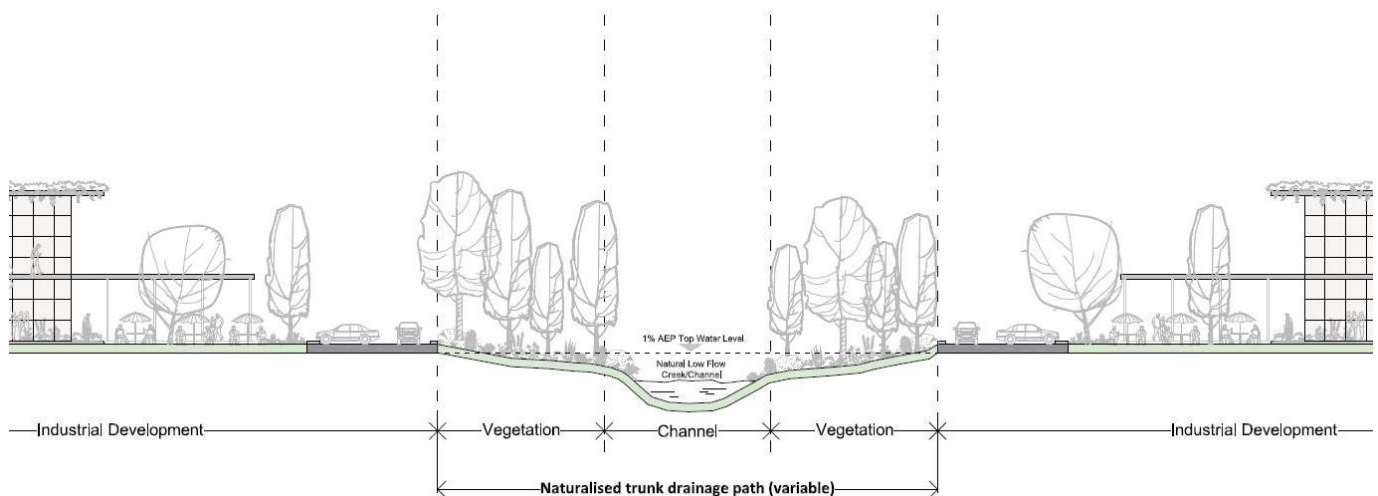 1% AEP Top Water Level
Natural Low Flow
Creek/Channel
Industrial Development
Vegetation
Channel
Vegetation
Industrial Development
Naturalised trunk drainage path (variable)